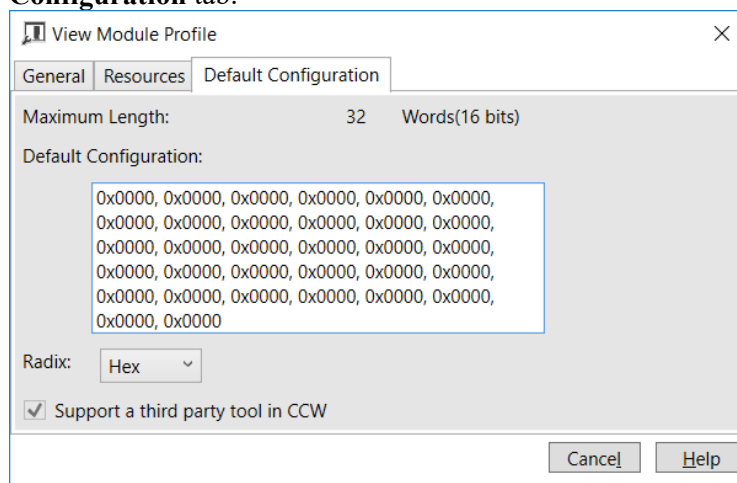 Configuration tab.
View Module Profile
General Resources Default Configuration
Maximum Length: 32 Words(16 bits)
Default Configuration:
0x0000, 0x0000, 0x0000, 0x0000, 0x0000, 0x0000,
0x0000, 0x0000, 0x0000, 0x0000, 0x0000, 0x0000,
0x0000, 0x0000, 0x0000, 0x0000, 0x0000, 0x0000,
0x0000, 0x0000, 0x0000, 0x0000, 0x0000, 0x0000,
0x0000, 0x0000, 0x0000, 0x0000, 0x0000, 0x0000,
0x0000, 0x0000
Radix: Hex
Support a third party tool in CCW
Cancel Help